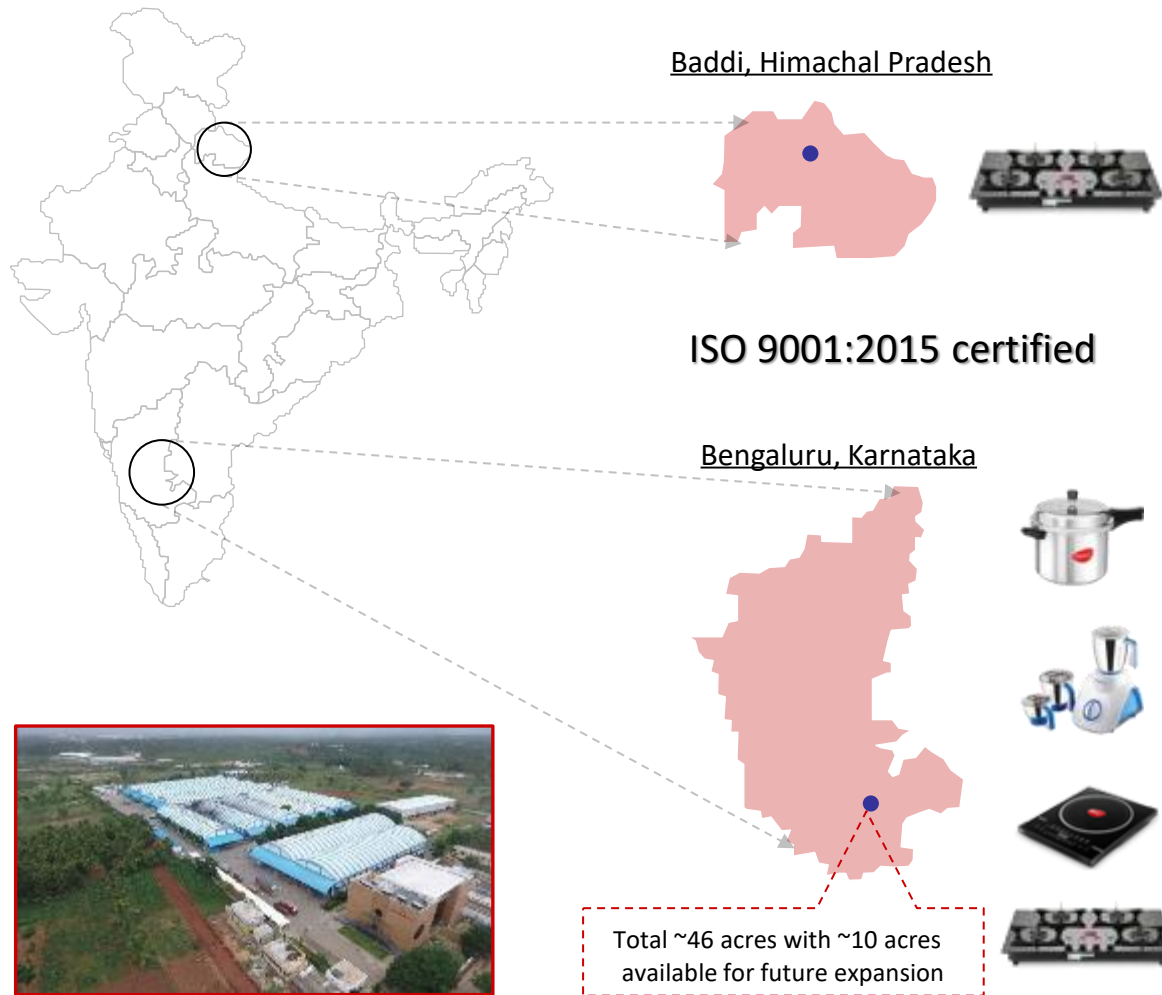 Baddi, Himachal Pradesh
ISO 9001:2015 certified
Bengaluru, Karnataka
Total ~46 acres with ~10 acres
available for future expansion